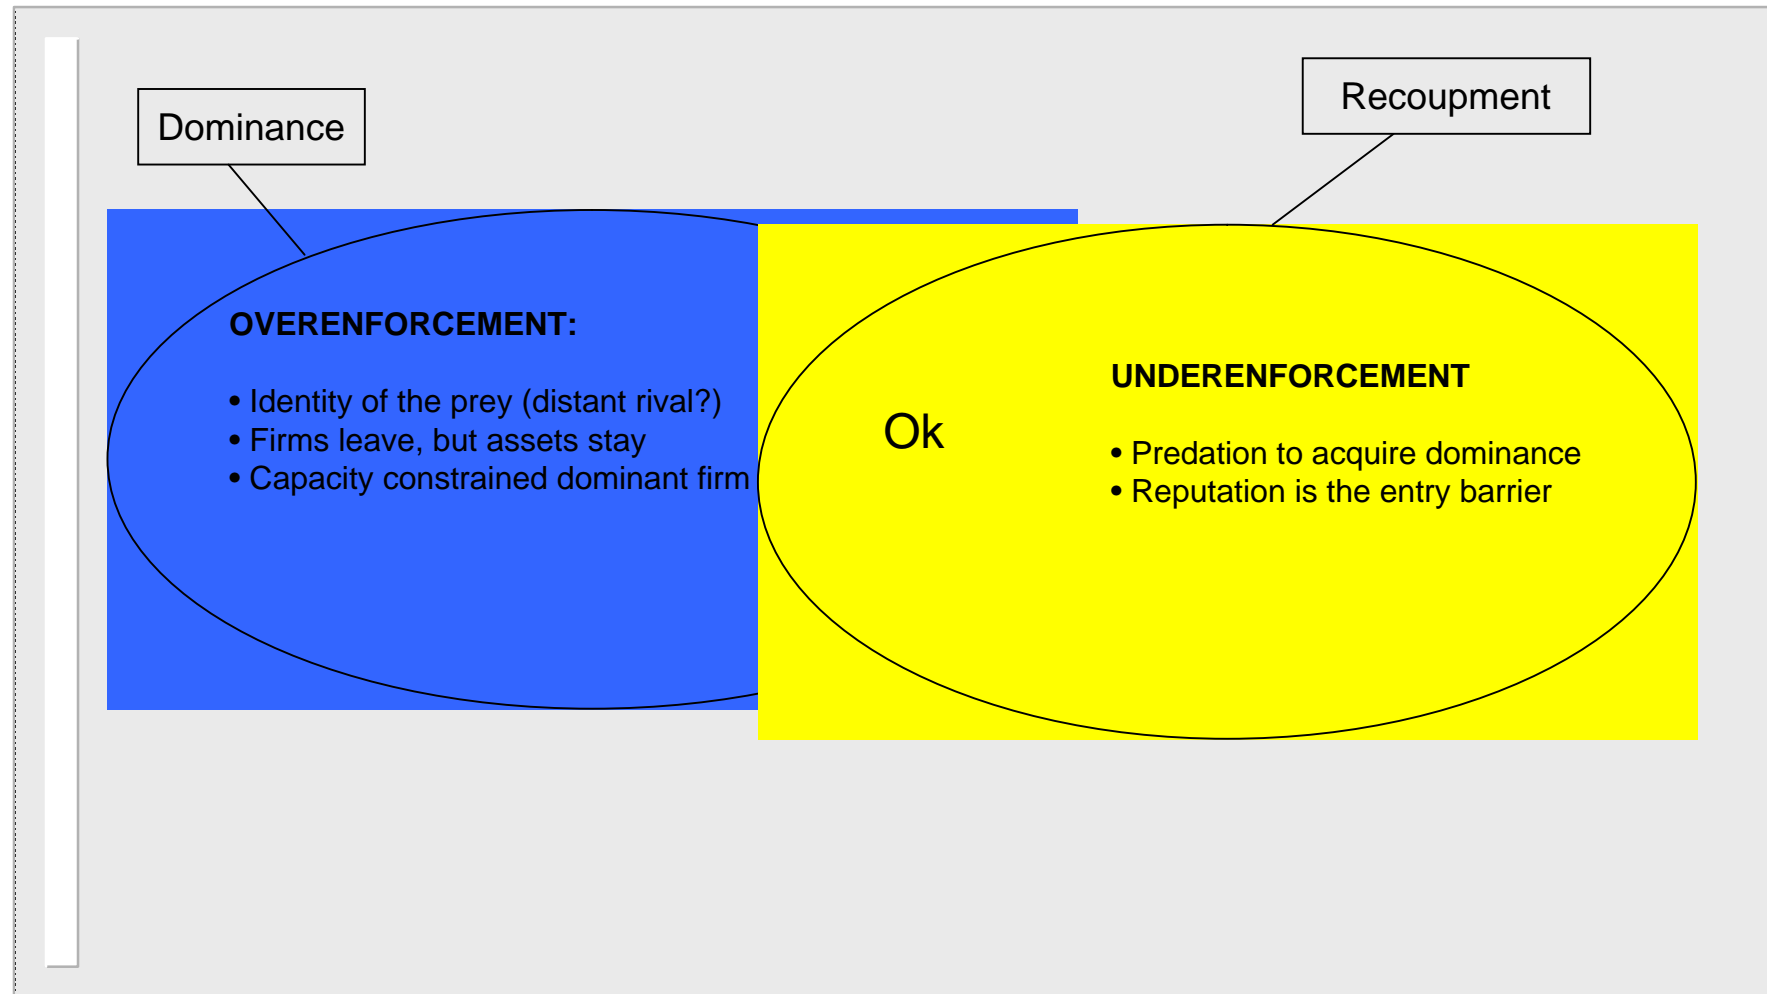 Dominance
Recoupment
OVERENFORCEMENT:
• Identity of the prey (distant rival?)
• Firms leave, but assets stay
• Capacity constrained dominant firm
Ok
UNDERENFORCEMENT
• Predation to acquire dominance
• Reputation is the entry barrier